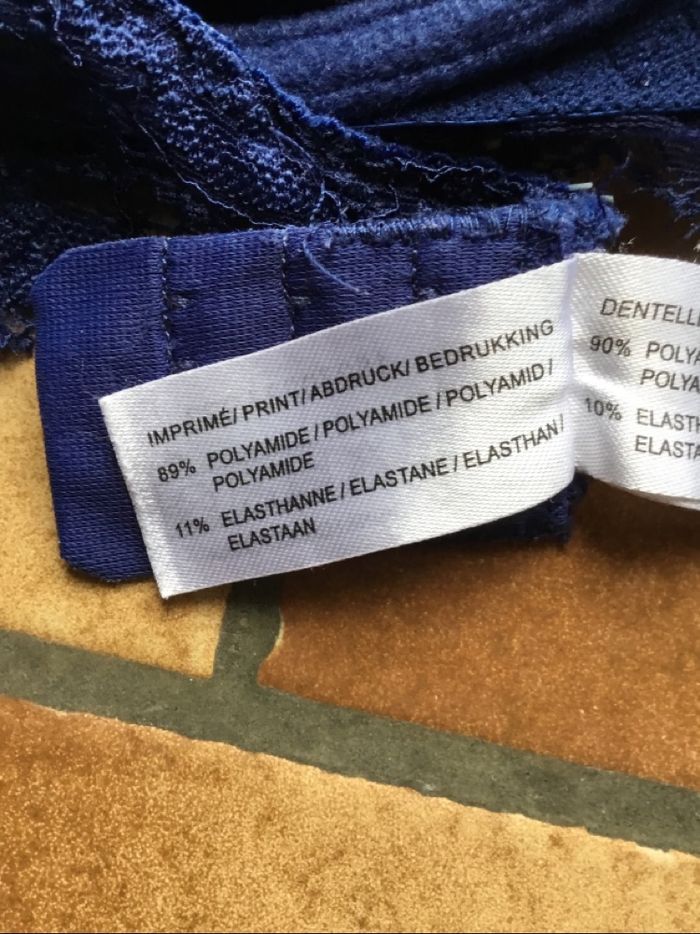 IMPRIMÉ/ PRINT/ ABDRUCK/ BEDRUKKING
89% POLYAMIDE / POLYAMIDE / POLYAMID /
POLYAMIDE
11% ELASTHANNE / ELASTANE / ELASTHAN /
ELASTAAN
DENTELL
90% POLYA
POLYA
10% ELASTH
ELASTA